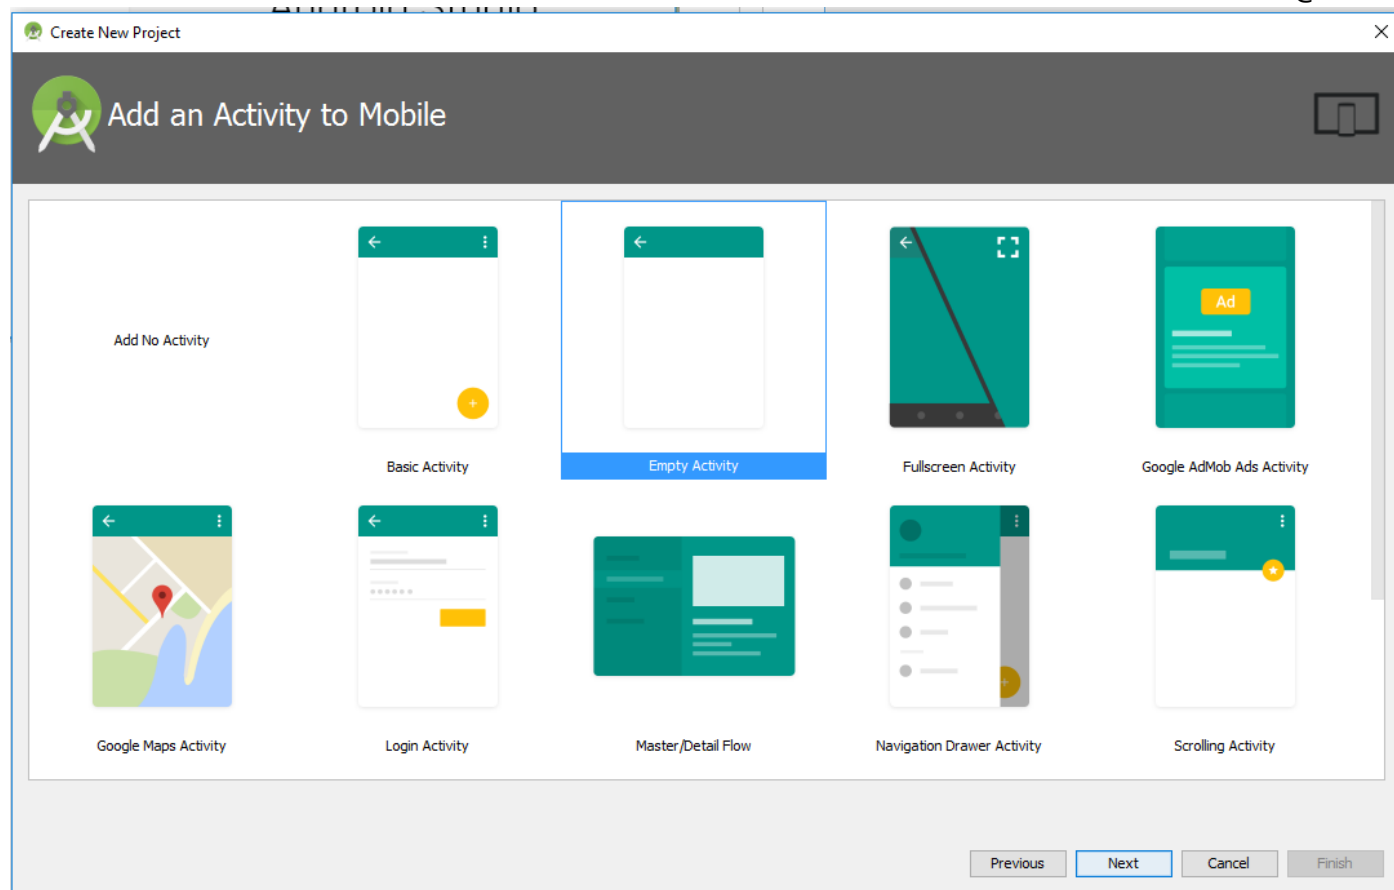 Android Studio
Create New Project
Add an Activity to Mobile
Add No Activity
Basic Activity
Empty Activity
Fullscreen Activity
Ad
Google AdMob Ads Activity
Google Maps Activity
Login Activity
Master/Detail Flow
Navigation Drawer Activity
Scrolling Activity
Previous
Next
Cancel
Finish